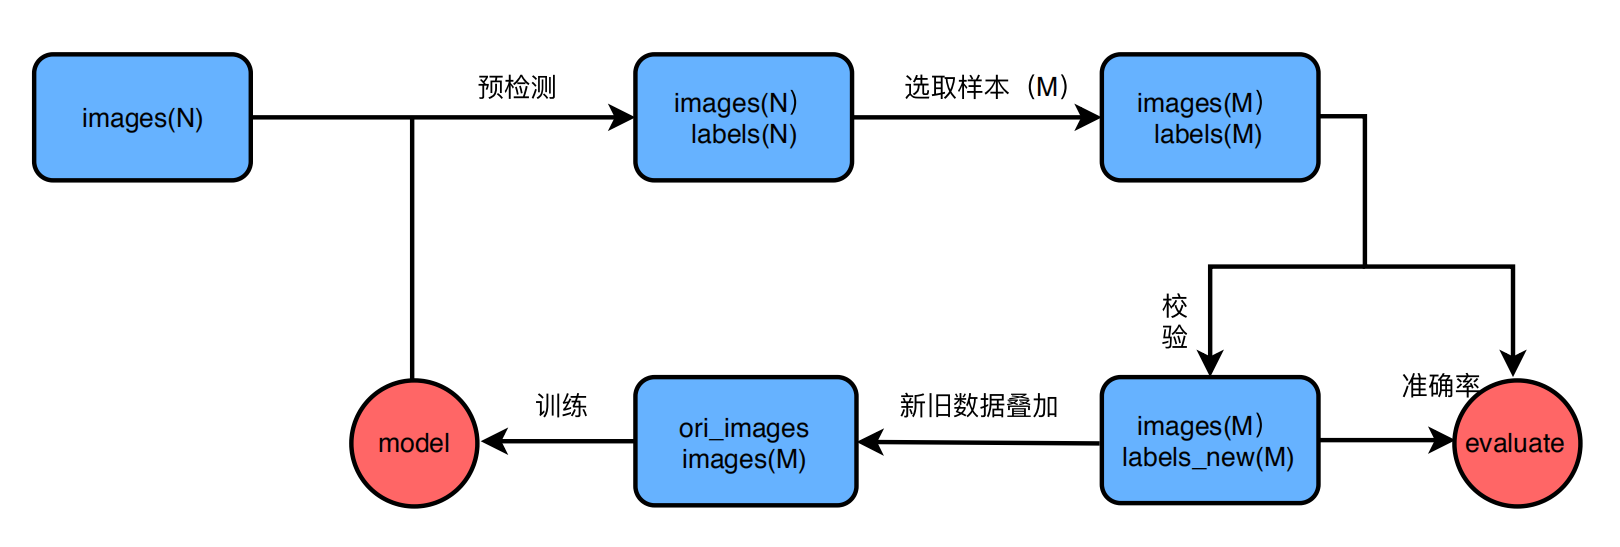 images(N)
预检测
images(N)
labels(N)
选取样本（M）
images(M)
labels(M)
校
验
准确率
model
训练
ori_images
images(M)
新旧数据叠加
images(M)
labels_new(M)
evaluate